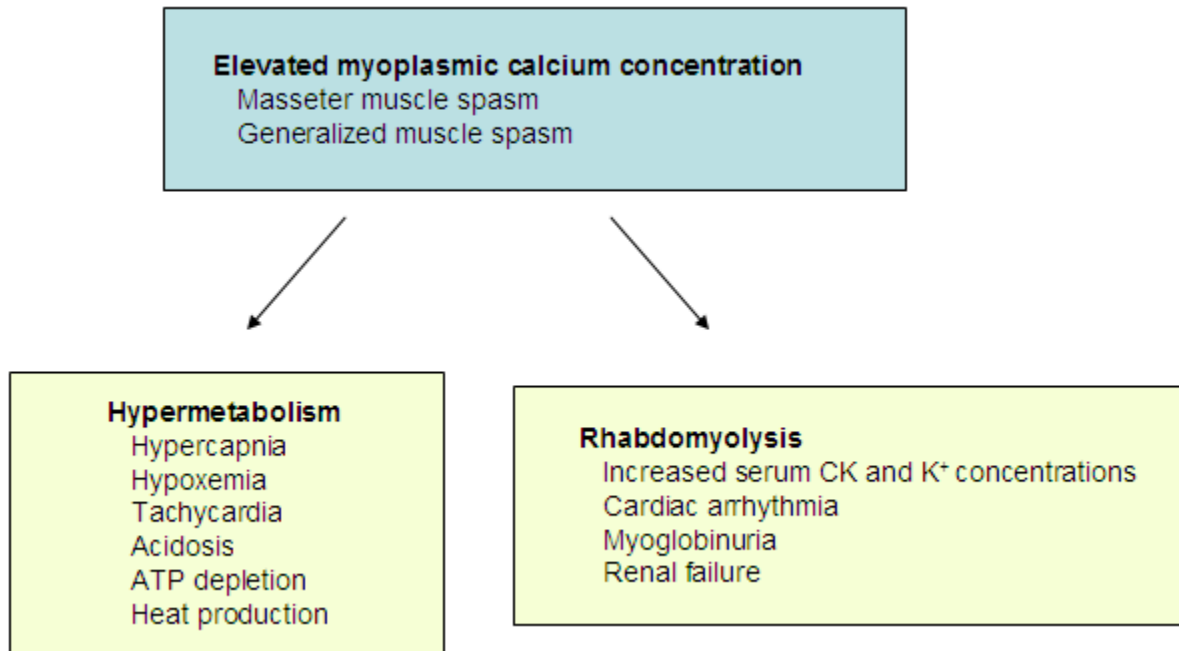 Elevated myoplasmic calcium concentration
Masseter muscle spasm
Generalized muscle spasm
Hypermetabolism
Hypercapnia
Hypoxemia
Tachycardia
Acidosis
ATP depletion
Heat production
Rhabdomyolysis
Increased serum CK and K⁺ concentrations
Cardiac arrhythmia
Myoglobinuria
Renal failure